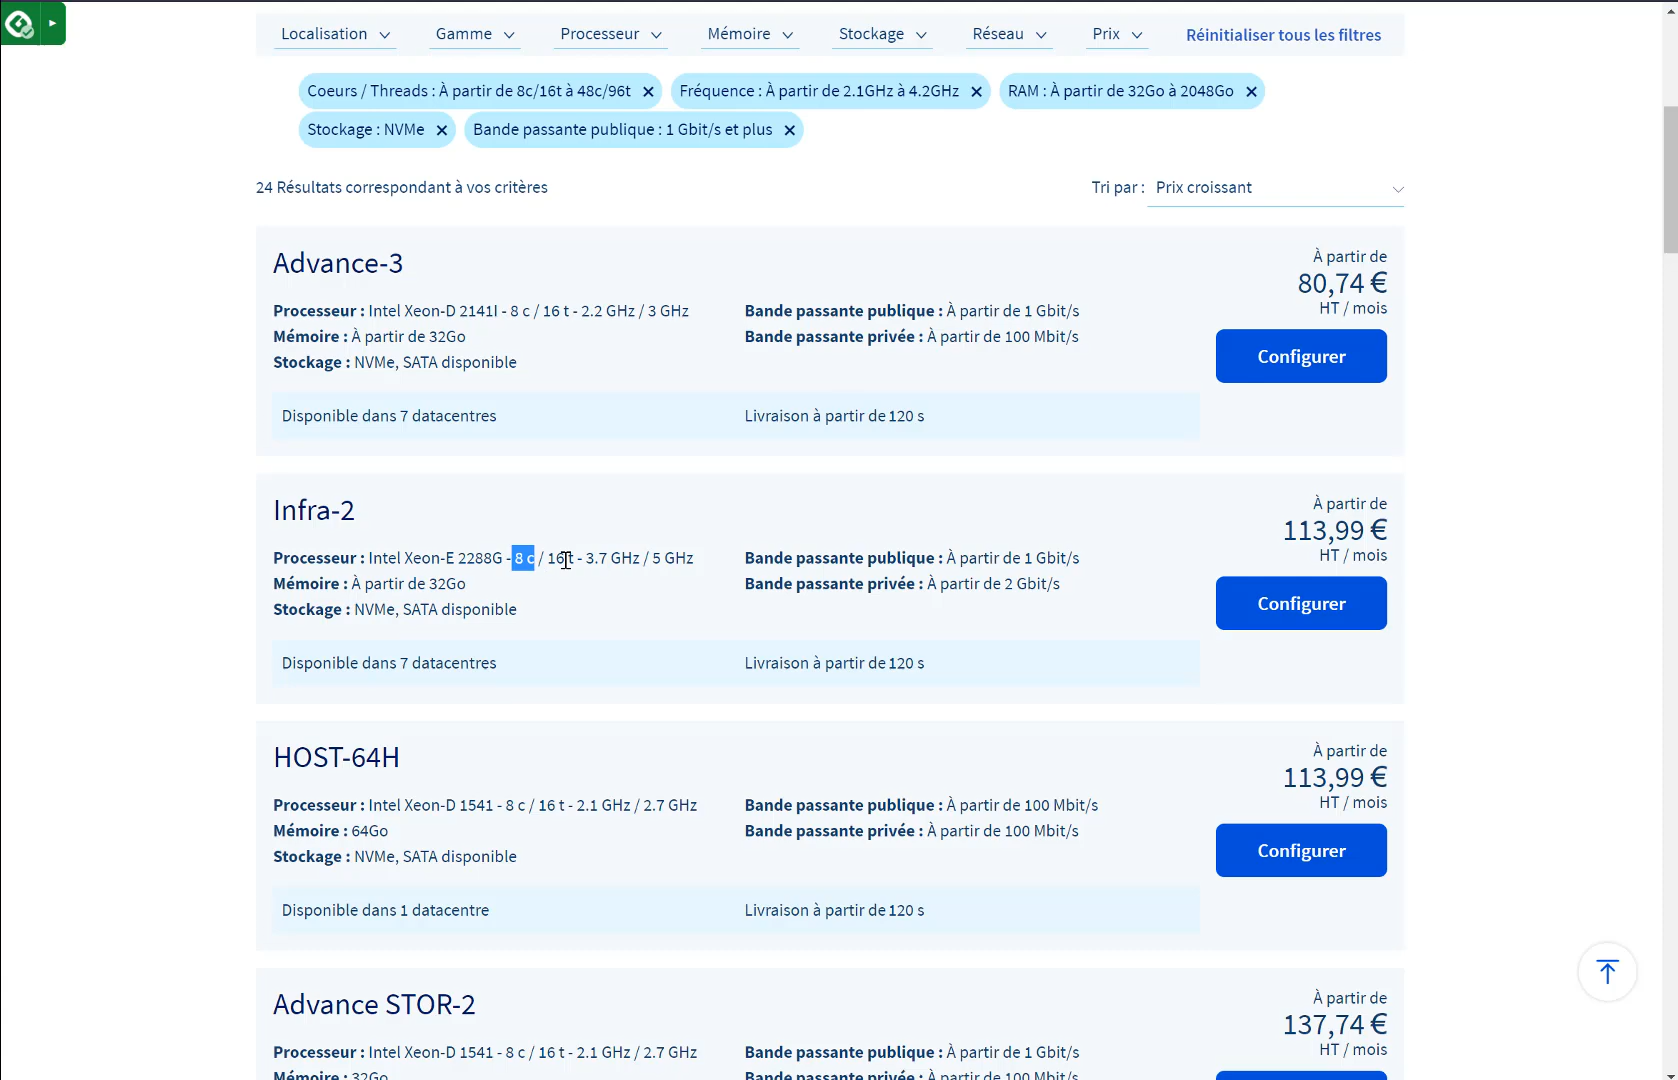 Localisation Gamme Processeur Mémoire Stockage Réseau Prix Réinitialiser tous les filtres
Coeurs / Threads : À partir de 8c/16t à 48c/96t × Fréquence : À partir de 2.1GHz à 4.2GHz × RAM : À partir de 32Go à 2048Go ×
Stockage : NVMe × Bande passante publique : 1 Gbit/s et plus ×
24 Résultats correspondant à vos critères
Tri par : Prix croissant
Advance-3
Processeur : Intel Xeon-D 2141I - 8 c / 16 t - 2.2 GHz / 3 GHz
Mémoire : À partir de 32Go
Stockage : NVMe, SATA disponible
Bande passante publique : À partir de 1 Gbit/s
Bande passante privée : À partir de 100 Mbit/s
À partir de
80,74 €
HT / mois
Configurer
Disponible dans 7 datacentres
Livraison à partir de 120 s
Infra-2
Processeur : Intel Xeon-E 2288G - 8 c / 16 t - 3.7 GHz / 5 GHz
Mémoire : À partir de 32Go
Stockage : NVMe, SATA disponible
Bande passante publique : À partir de 1 Gbit/s
Bande passante privée : À partir de 2 Gbit/s
À partir de
113,99 €
HT / mois
Configurer
Disponible dans 7 datacentres
Livraison à partir de 120 s
HOST-64H
Processeur : Intel Xeon-D 1541 - 8 c / 16 t - 2.1 GHz / 2.7 GHz
Mémoire : 64Go
Stockage : NVMe, SATA disponible
Bande passante publique : À partir de 100 Mbit/s
Bande passante privée : À partir de 100 Mbit/s
À partir de
113,99 €
HT / mois
Configurer
Disponible dans 1 datacentre
Livraison à partir de 120 s
Advance STOR-2
Processeur : Intel Xeon-D 1541 - 8 c / 16 t - 2.1 GHz / 2.7 GHz
Mémoire : 32Go
Bande passante publique : À partir de 1 Gbit/s
Bande passante privée : À partir de 100 Mbit/s
À partir de
137,74 €
HT / mois